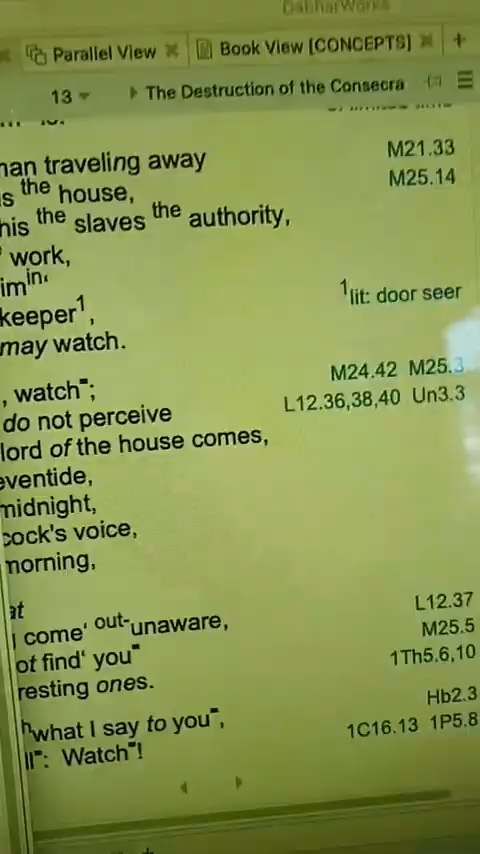 DabharWorks
Parallel View
Book View [CONCEPTS]
13
The Destruction of the Consecra
man traveling away
M21.33
s the house,
M25.14
his the slaves the authority,
work,
im in
keeper1,
1lit: door seer
may watch.
M24.42 M25.3
, watch";
L12.36,38,40 Un3.3
do not perceive
lord of the house comes,
eventide,
midnight,
cock's voice,
morning,
at
L12.37
come' out-unaware,
M25.5
ot find' you"
1Th5.6,10
resting ones.
Hb2.3
what I say to you",
1C16.13 1P5.8
ll": Watch"!